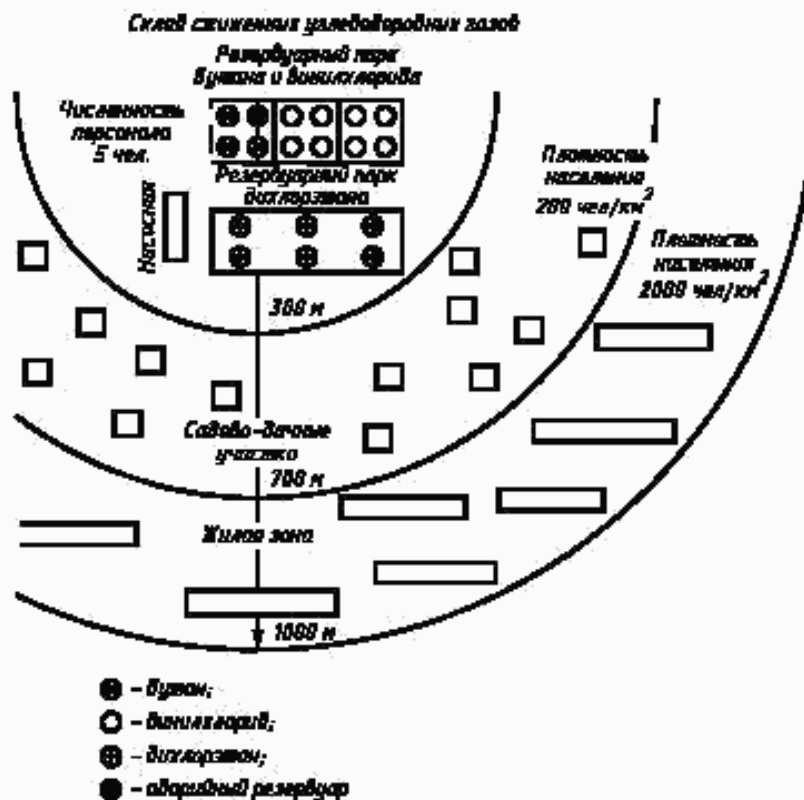 Склад сжиженных углеводородных газов
Резервуарный парк
бутана и винилхлорида
Численность
персонала
5 чел.
Резервуарный парк
дихлорэтана
Насосная
Плотность
населения
200 чел/км²
Плотность
населения
2000 чел/км²
300 м
Садово-дачные
участки
700 м
Жилая зона
1000 м
– бутан;
– винилхлорид;
– дихлорэтан;
– аварийный резервуар